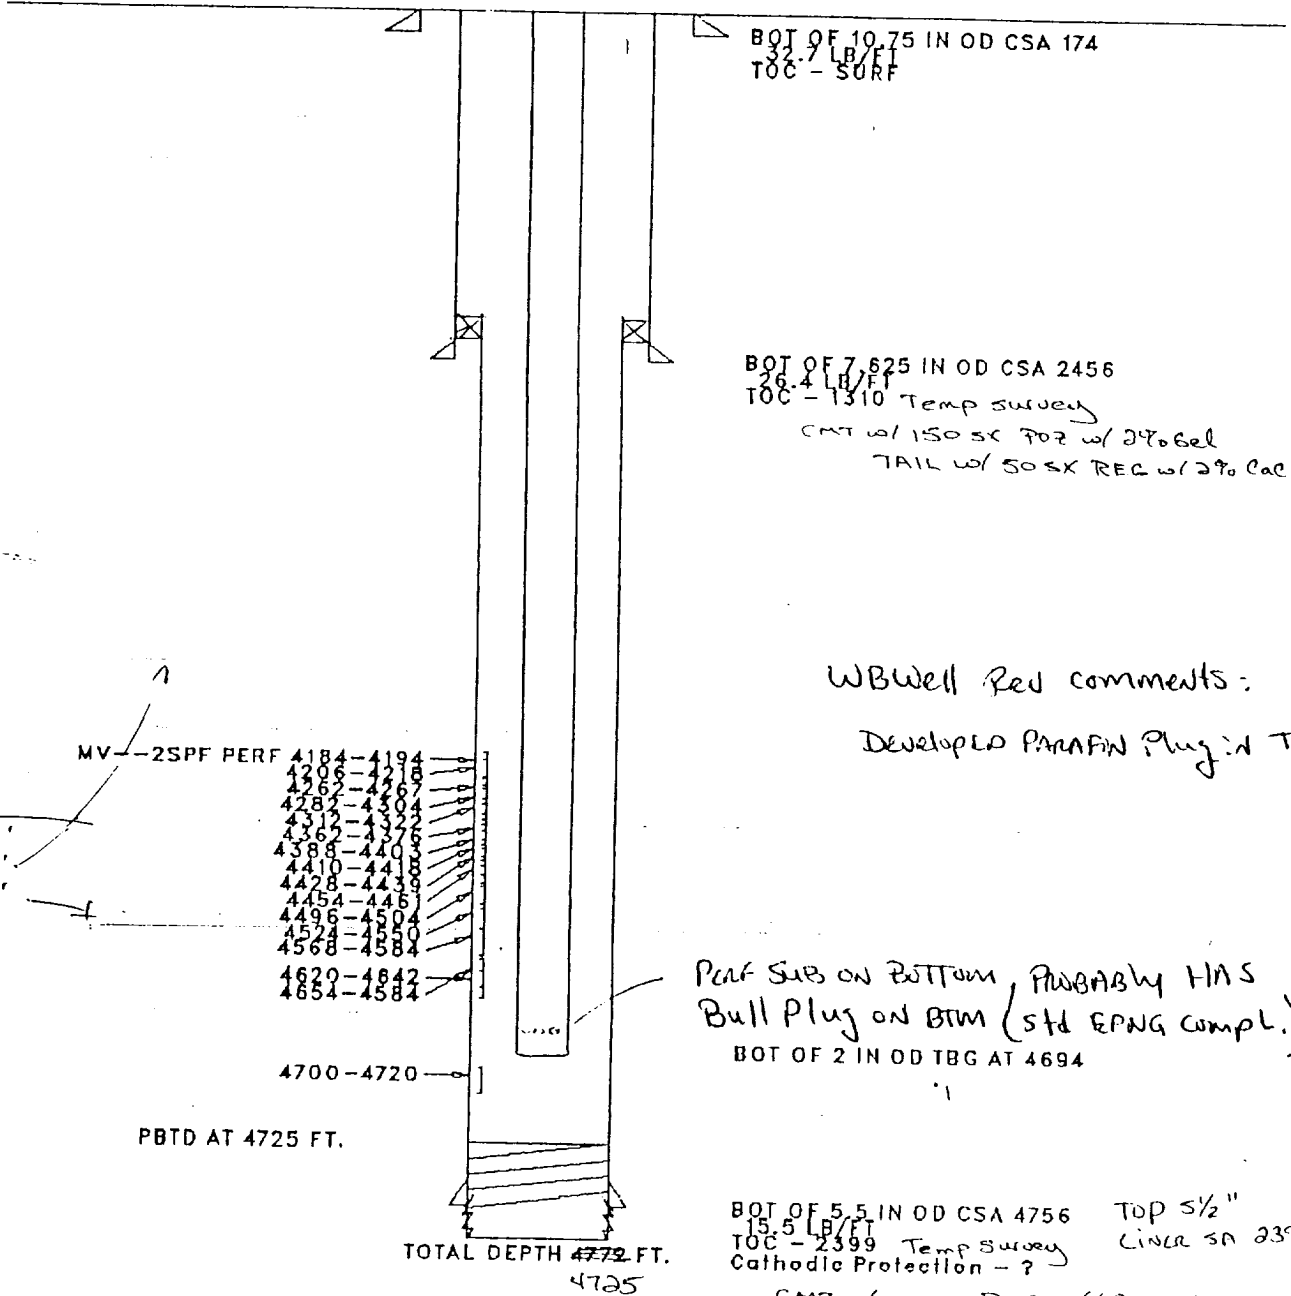 BOT OF 10.75 IN OD CSA 174
32.7 LB/FT
TOC - SURF
BOT OF 7.625 IN OD CSA 2456
26.4 LB/FT
TOC - 1310 Temp survey
CMT w/ 150 sx POZ w/ 2% Gel
TAIL w/ 50 SX REG w/ 2% CaC
WBWell Rev comments:
Developed PARAFIN Plug in T
MV--2SPF PERF 4184-4194
4206-4218
4262-4267
4282-4304
4312-4322
4362-4376
4388-4403
4410-4418
4428-4439
4454-4461
4496-4504
4524-4550
4568-4584
4620-4642
4654-4584
PERF SUB ON BOTTOM, PROBABLY HAS
Bull Plug ON BTM (std EPNG compl.)
BOT OF 2 IN OD TBG AT 4694
4700-4720
PBTD AT 4725 FT.
BOT OF 5.5 IN OD CSA 4756 TOP 5½"
15.5 LB/FT
TOC - 2399 Temp Survey LINER SA 239
Cathodic Protection - ?
TOTAL DEPTH 4772 FT.
4725